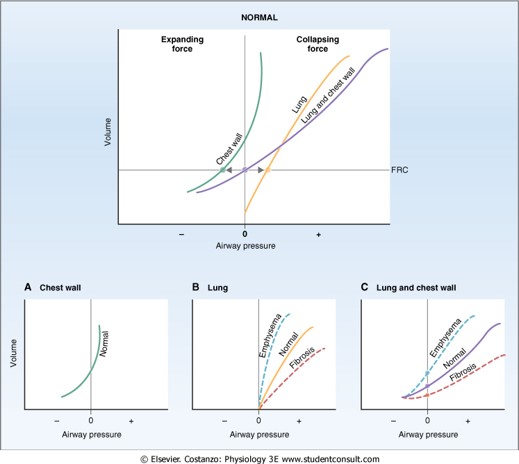 NORMAL
Expanding
force
Collapsing
force
Volume
Chest wall
Lung
Lung and chest wall
FRC
–
0
+
Airway pressure
A Chest wall
Volume
Normal
–
0
+
Airway pressure
B Lung
Emphysema
Normal
Fibrosis
–
0
+
Airway pressure
C Lung and chest wall
Emphysema
Normal
Fibrosis
–
0
+
Airway pressure
© Elsevier. Costanzo: Physiology 3E www.studentconsult.com